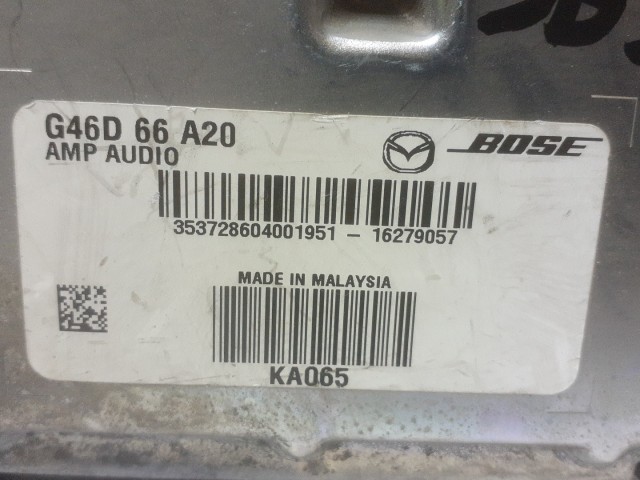 G46D 66 A20
AMP AUDIO
BOSE
353728604001951 - 16279057
MADE IN MALAYSIA
KA065